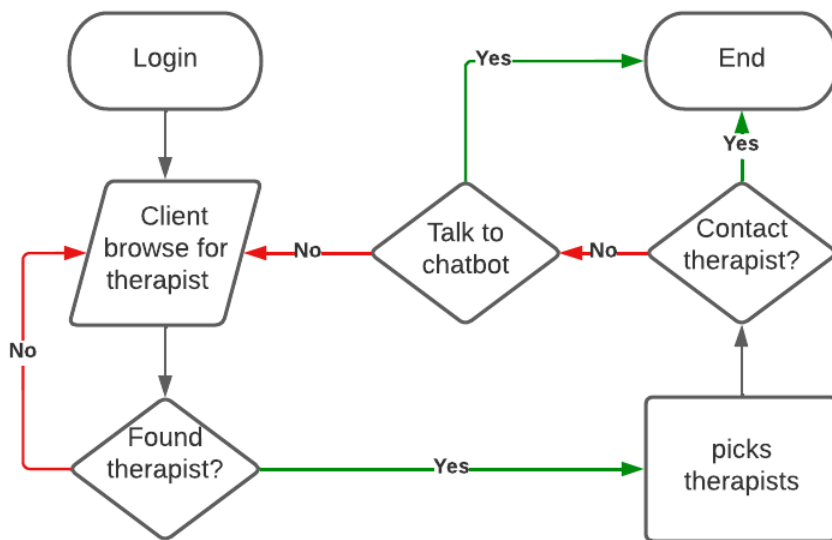 Login
Yes
End
Yes
Client
browse for
therapist
No
Talk to
chatbot
No
Contact
therapist?
No
Found
therapist?
Yes
picks
therapists